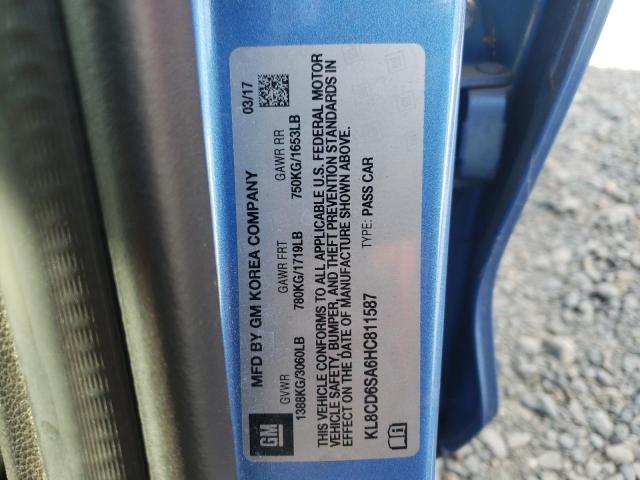 MFD BY GM KOREA COMPANY 03/17
GVWR GAWR FRT GAWR RR
1388KG/3060LB 780KG/1719LB 750KG/1653LB
GM
THIS VEHICLE CONFORMS TO ALL APPLICABLE U.S. FEDERAL MOTOR
VEHICLE SAFETY, BUMPER, AND THEFT PREVENTION STANDARDS IN
EFFECT ON THE DATE OF MANUFACTURE SHOWN ABOVE.
KL8CD6SA6HC811587 TYPE: PASS CAR